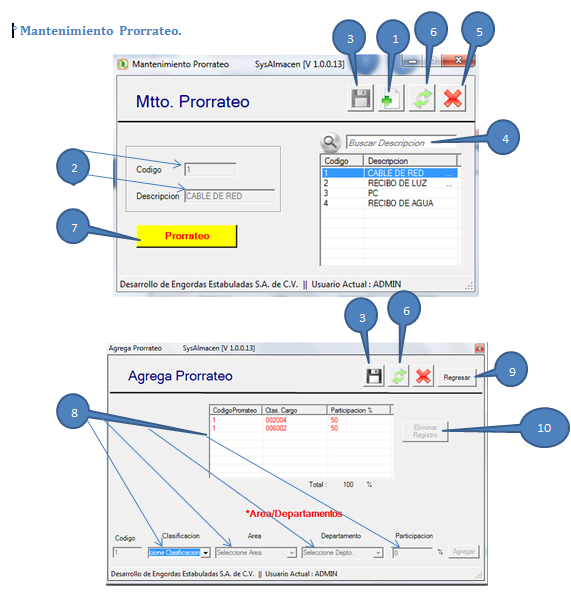 ° Mantenimiento Prorrateo.
3
1
6
5
Mantenimiento Prorrateo SysAlmacen [V 1.0.0.13]
Mtto. Prorrateo
4
Buscar Descripcion
2
Codigo 1
Descripcion CABLE DE RED
Codigo Descripcion
1 CABLE DE RED ...
2 RECIBO DE LUZ ...
3 PC
4 RECIBO DE AGUA
7
Prorrateo
Desarrollo de Engordas Estabuladas S.A. de C.V. || Usuario Actual : ADMIN
3
6
Agrega Prorrateo SysAlmacen [V 1.0.0.13]
Agrega Prorrateo
Regresar
9
8
CodigoProrrateo Ctas. Cargo Participacion %
1 002004 50
1 006002 50
Eliminar Registro
10
Total : 100 %
*Area/Departamentos
Codigo Clasificacion Area Departamento Participacion
1 cione Clasificacion Seleccione Area Seleccione Depto. 0 % Agregar
Desarrollo de Engordas Estabuladas S.A. de C.V. || Usuario Actual : ADMIN